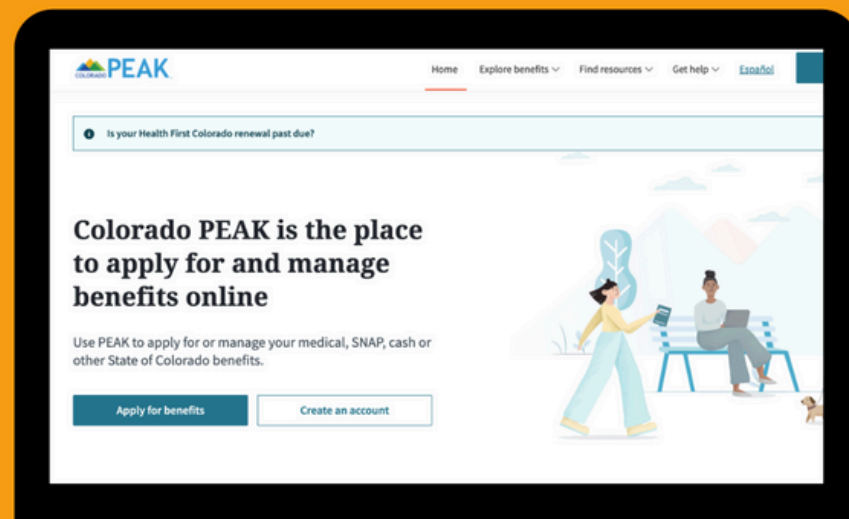 COLORADO PEAK
Home Explore benefits Find resources Get help Español
Is your Health First Colorado renewal past due?
Colorado PEAK is the place
to apply for and manage
benefits online
Use PEAK to apply for or manage your medical, SNAP, cash or
other State of Colorado benefits.
Apply for benefits Create an account